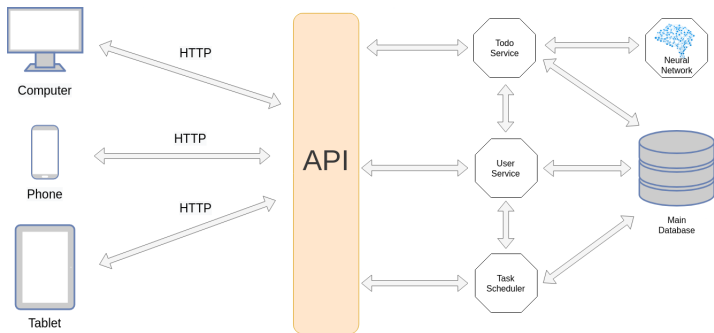 Computer
HTTP
Phone
HTTP
Tablet
HTTP
API
Todo
Service
User
Service
Task
Scheduler
Neural
Network
Main
Database